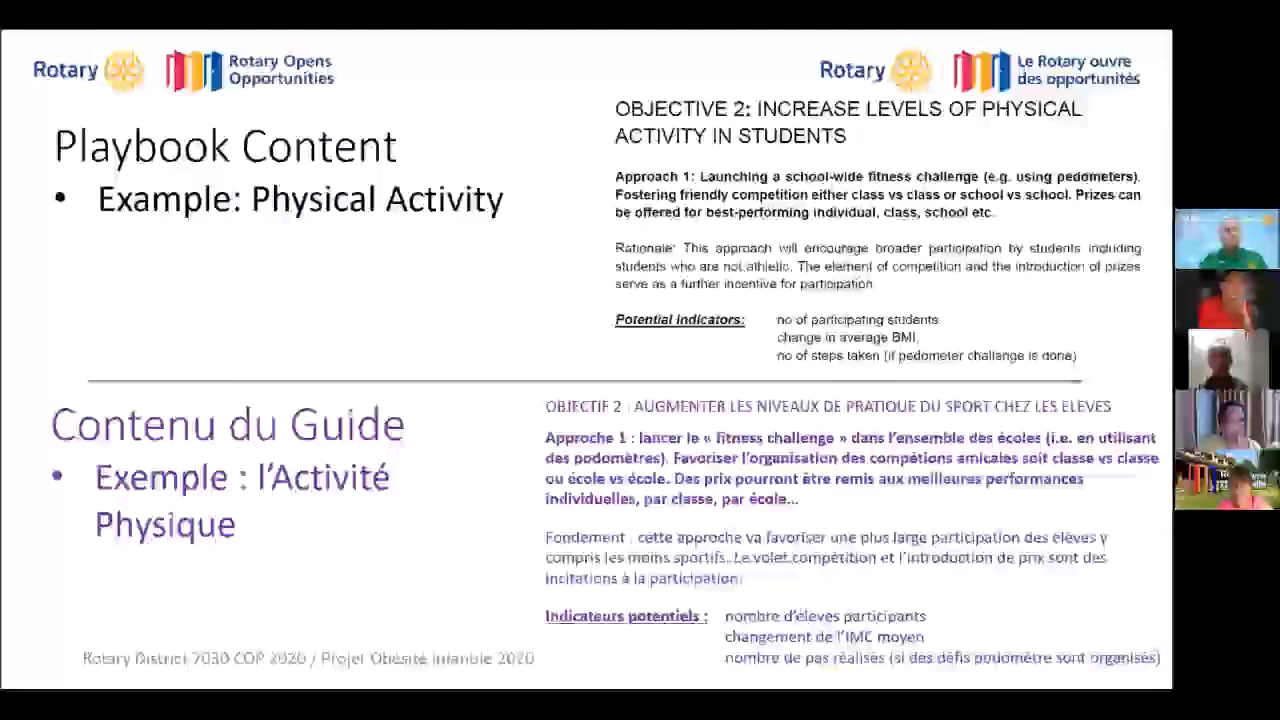 Rotary
Rotary Opens
Opportunities
Rotary
Le Rotary ouvre
des opportunités
Playbook Content
• Example: Physical Activity
OBJECTIVE 2: INCREASE LEVELS OF PHYSICAL
ACTIVITY IN STUDENTS
Approach 1: Launching a school-wide fitness challenge (e.g. using pedometers).
Fostering friendly competition either class vs class or school vs school. Prizes can
be offered for best-performing individual, class, school etc.
Rationale: This approach will encourage broader participation by students including
students who are not athletic. The element of competition and the introduction of prizes
serve as a further incentive for participation
Potential Indicators:
no of participating students
change in average BMI
no of steps taken (if pedometer challenge is done)
Contenu du Guide
• Exemple : l’Activité
Physique
OBJECTIF 2 : AUGMENTER LES NIVEAUX DE PRATIQUE DU SPORT CHEZ LES ELEVES
Approche 1 : lancer le « fitness challenge » dans l’ensemble des écoles (i.e. en utilisant
des podomètres). Favoriser l’organisation des compétions amicales soit classe vs classe
ou école vs école. Des prix pourront être remis aux meilleures performances
individuelles, par classe, par école...
Fondement : cette approche va favoriser une plus large participation des élèves y
compris les moins sportifs. Le volet compétition et l’introduction de prix sont des
incitations à la participation.
Indicateurs potentiels :
nombre d’éleves participants
changement de l’IMC moyen
nombre de pas réalisés (si des défis podomètre sont organisés)
Rotary District 7030 COP 2020 / Projet Obésité Infantile 2020